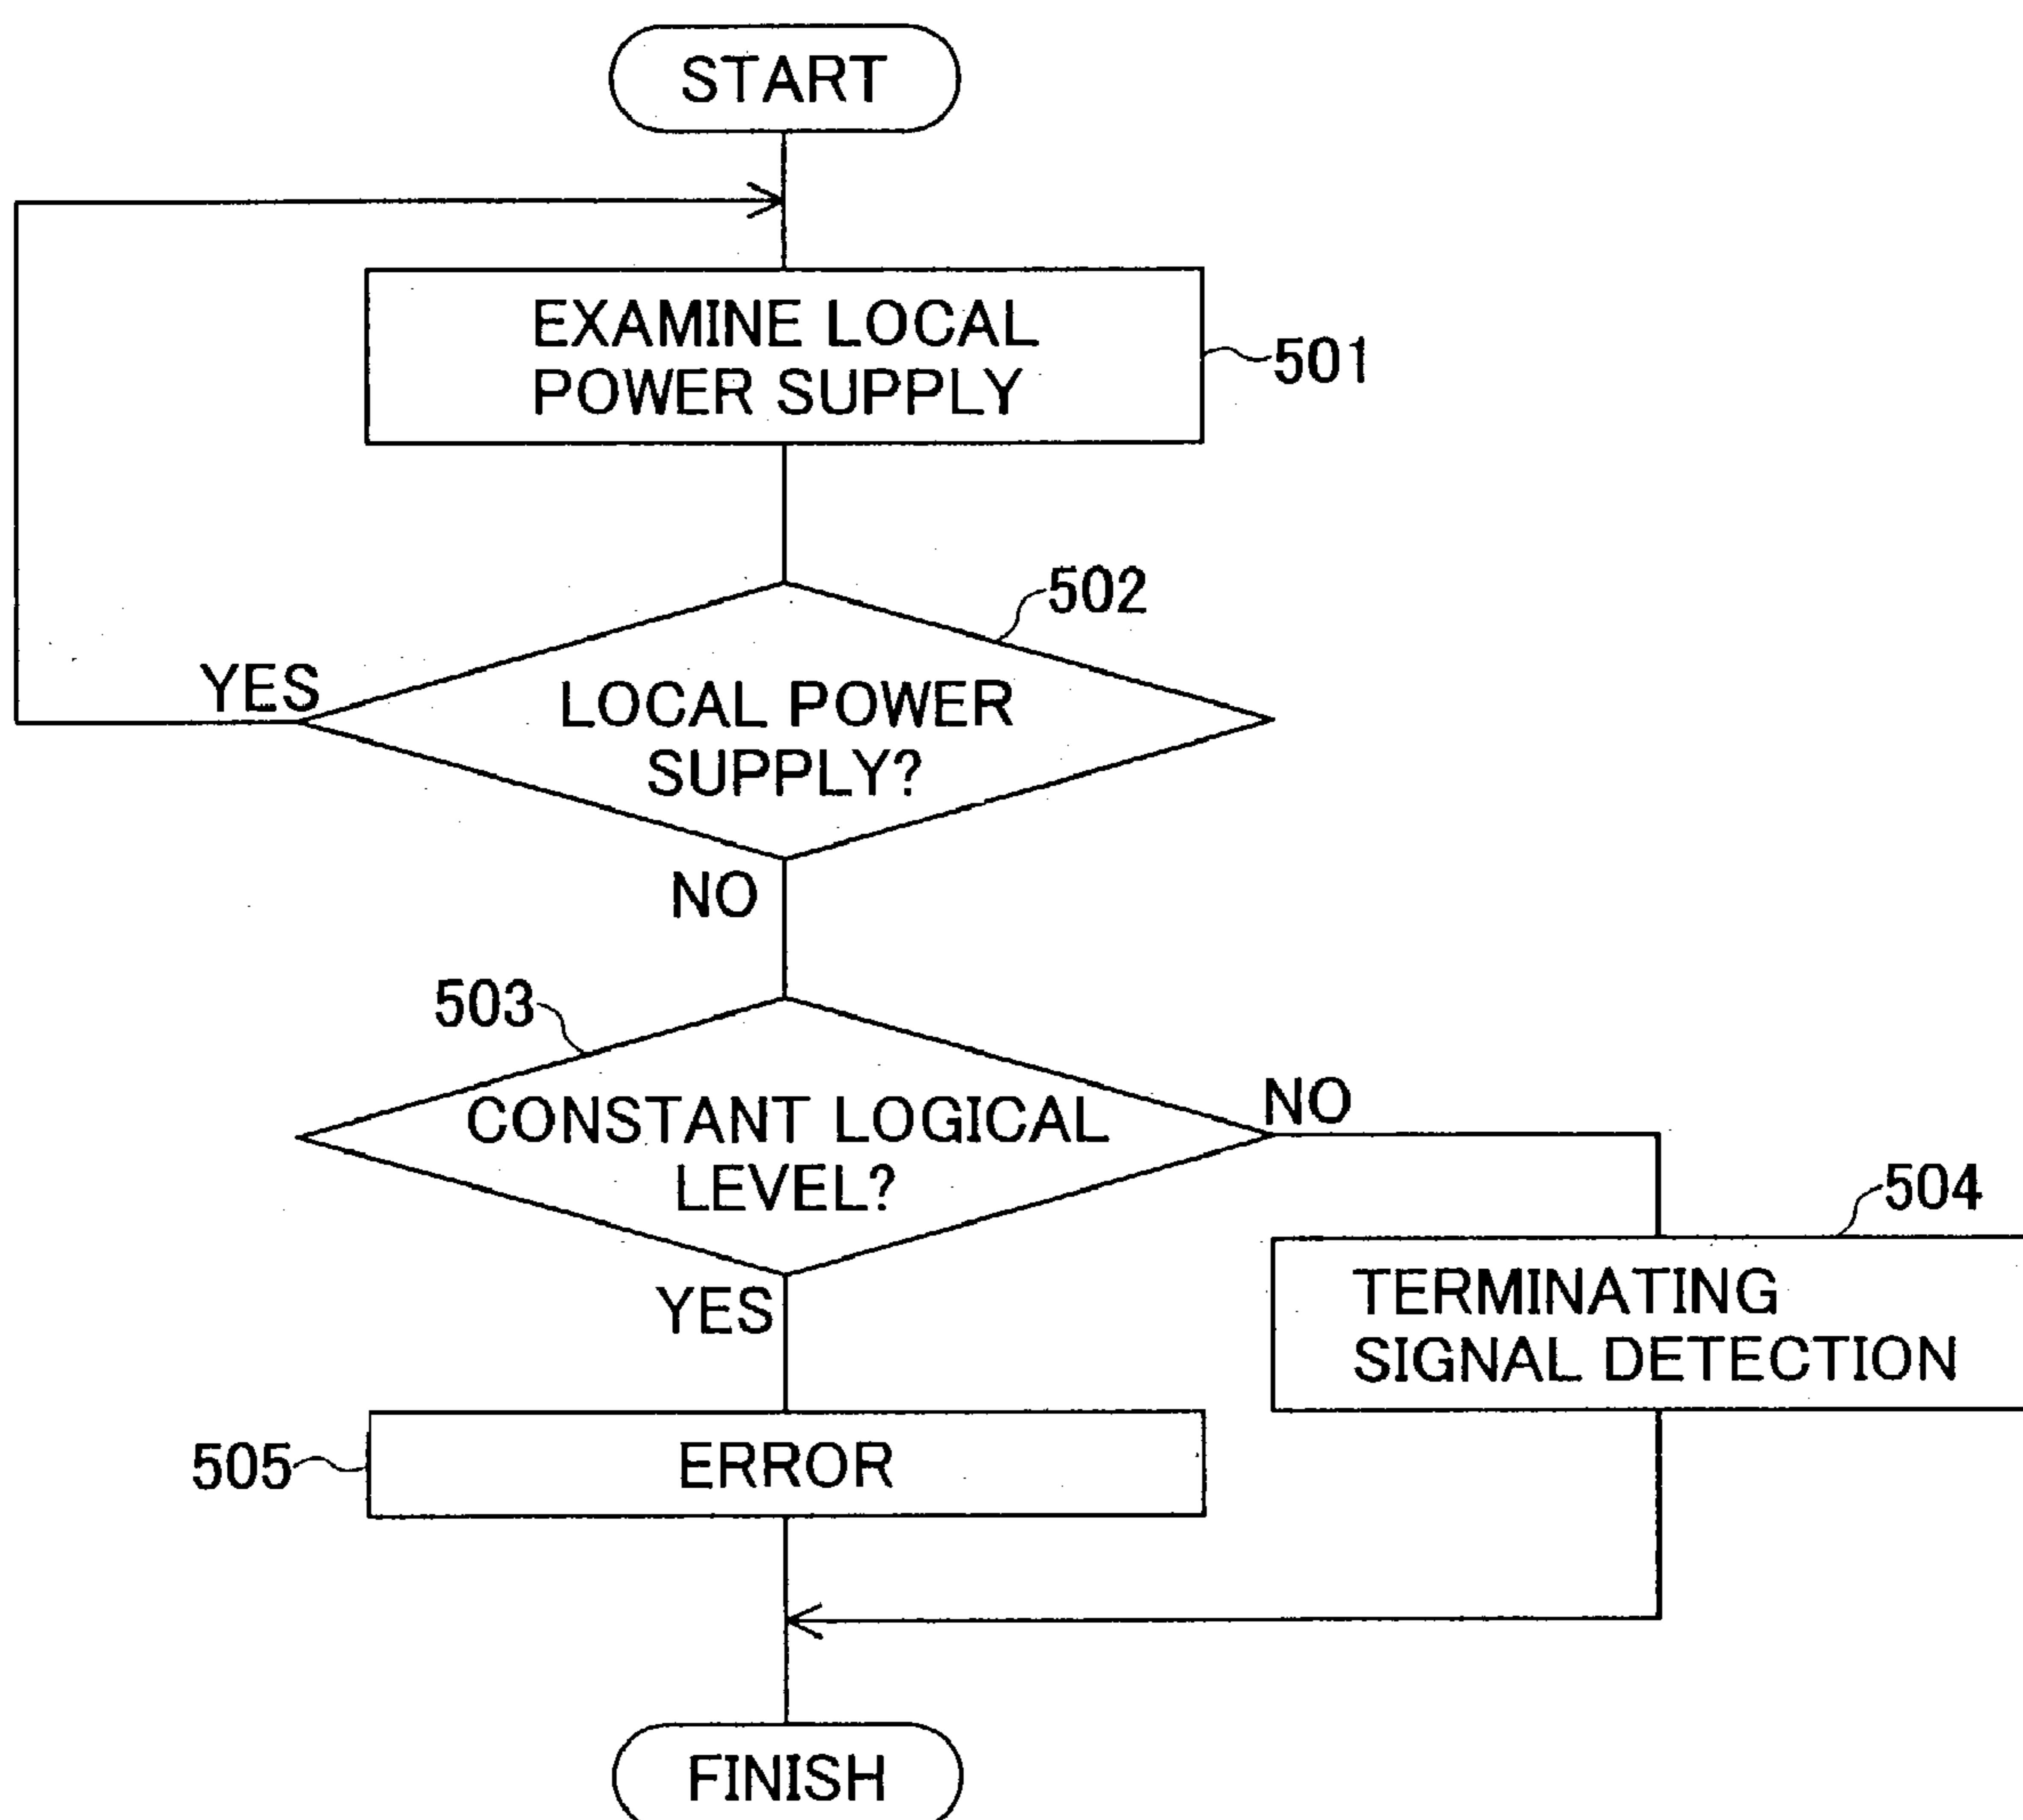 START
EXAMINE LOCAL
POWER SUPPLY
501
502
YES
LOCAL POWER
SUPPLY?
NO
503
CONSTANT LOGICAL
LEVEL?
NO
504
TERMINATING
SIGNAL DETECTION
YES
505
ERROR
FINISH